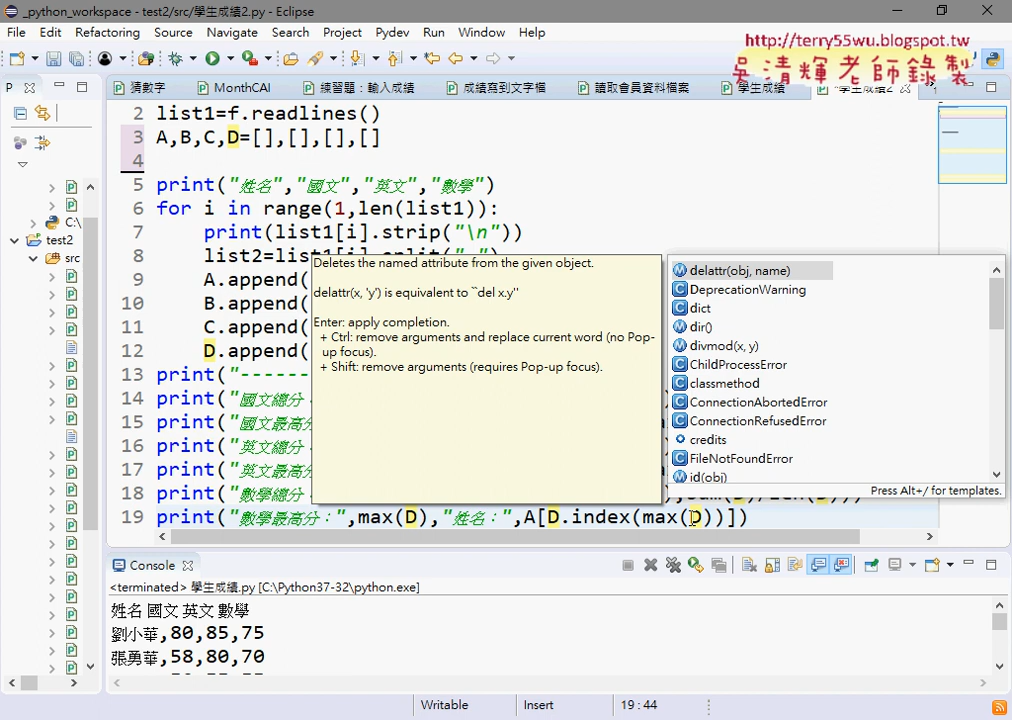 _python_workspace - test2/src/學生成績2.py - Eclipse
File Edit Refactoring Source Navigate Search Project Pydev Run Window Help
http://terry55wu.blogspot.tw
吳清輝老師錄製
P 猜數字 MonthCAI 練習題：輸入成績 成績寫到文字檔 讀取會員資料檔案 學生成績 *學生成績2
2 list1=f.readlines()
3 A,B,C,D=[],[],[],[]
4
5 print("姓名","國文","英文","數學")
6 for i in range(1,len(list1)):
7 print(list1[i].strip("\n"))
8 list2=list1[i].split(
9 A.append(
10 B.append(
11 C.append(
12 D.append(
13 print("------
14 print("國文總分
15 print("國文最高分
16 print("英文總分
17 print("英文最高分
18 print("數學總分
19 print("數學最高分：",max(D),"姓名：",A[D.index(max(D))])
C:\
test2
src
Deletes the named attribute from the given object.
delattr(x, 'y') is equivalent to ``del x.y''
Enter: apply completion.
+ Ctrl: remove arguments and replace current word (no Pop-
up focus).
+ Shift: remove arguments (requires Pop-up focus).
delattr(obj, name)
DeprecationWarning
dict
dir()
divmod(x, y)
ChildProcessError
classmethod
ConnectionAbortedError
ConnectionRefusedError
credits
FileNotFoundError
id(obj)
Press Alt+/ for templates.
Console
<terminated> 學生成績.py [C:\Python37-32\python.exe]
姓名 國文 英文 數學
劉小華,80,85,75
張勇華,58,80,70
Writable Insert 19 : 44